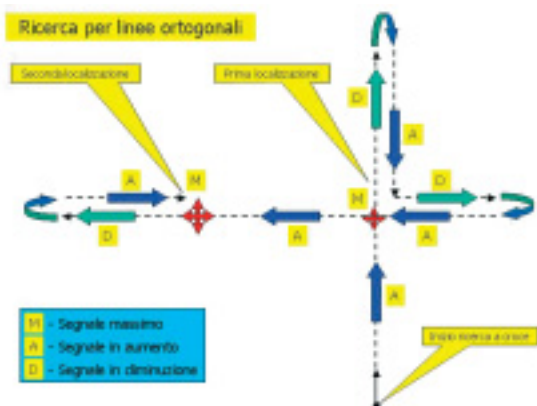 Ricerca per linee ortogonali
Seconda localizzazione
Prima localizzazione
D
A
A
M
M
D
D
A
A
A
Inizio ricerca a croce
M - Segnale massimo
A - Segnale in aumento
D - Segnale in diminuzione